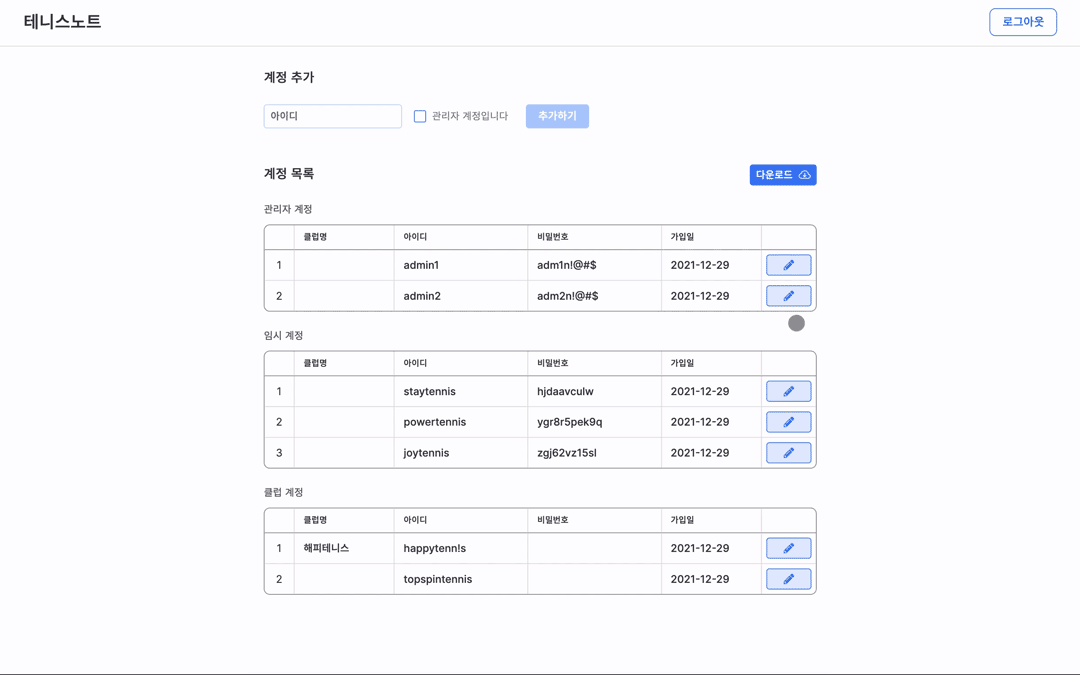 테니스노트
로그아웃
계정 추가
아이디 관리자 계정입니다 추가하기
계정 목록 다운로드
관리자 계정
클럽명 아이디 비밀번호 가입일
1 admin1 adm1n!@#$ 2021-12-29
2 admin2 adm2n!@#$ 2021-12-29
임시 계정
클럽명 아이디 비밀번호 가입일
1 staytennis hjdaavculw 2021-12-29
2 powertennis ygr8r5pek9q 2021-12-29
3 joytennis zgj62vz15sl 2021-12-29
클럽 계정
클럽명 아이디 비밀번호 가입일
1 해피테니스 happytenn!s 2021-12-29
2 topspintennis 2021-12-29